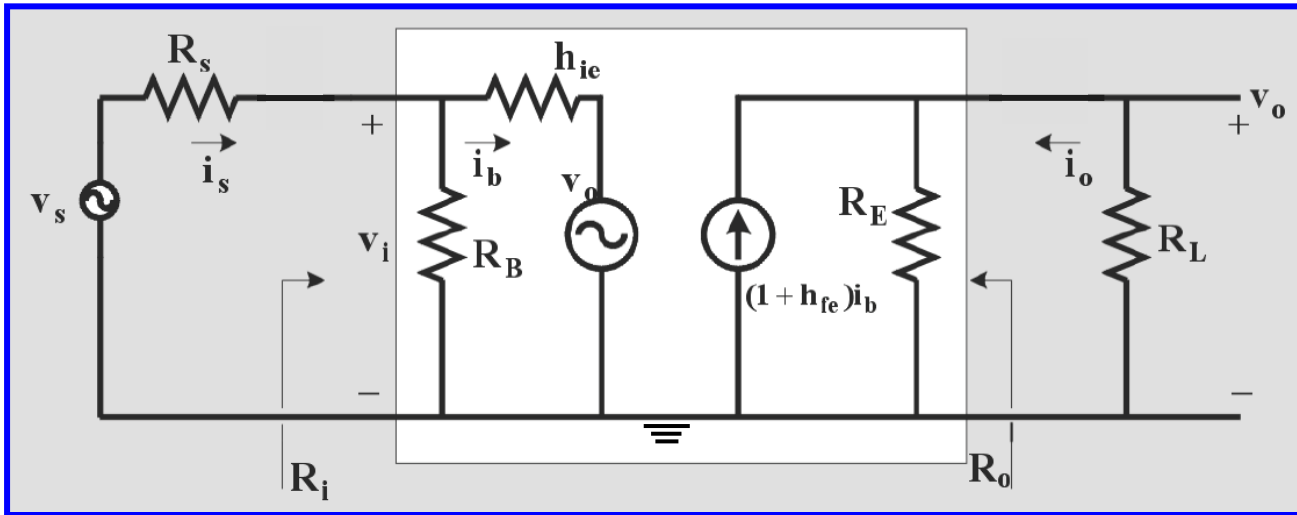 R_s
h_ie
v_o
+
+
i_s
i_b
i_o
v_s
v_o
R_E
v_i
R_B
R_L
(1 + h_fe)i_b
−
−
R_i
R_o